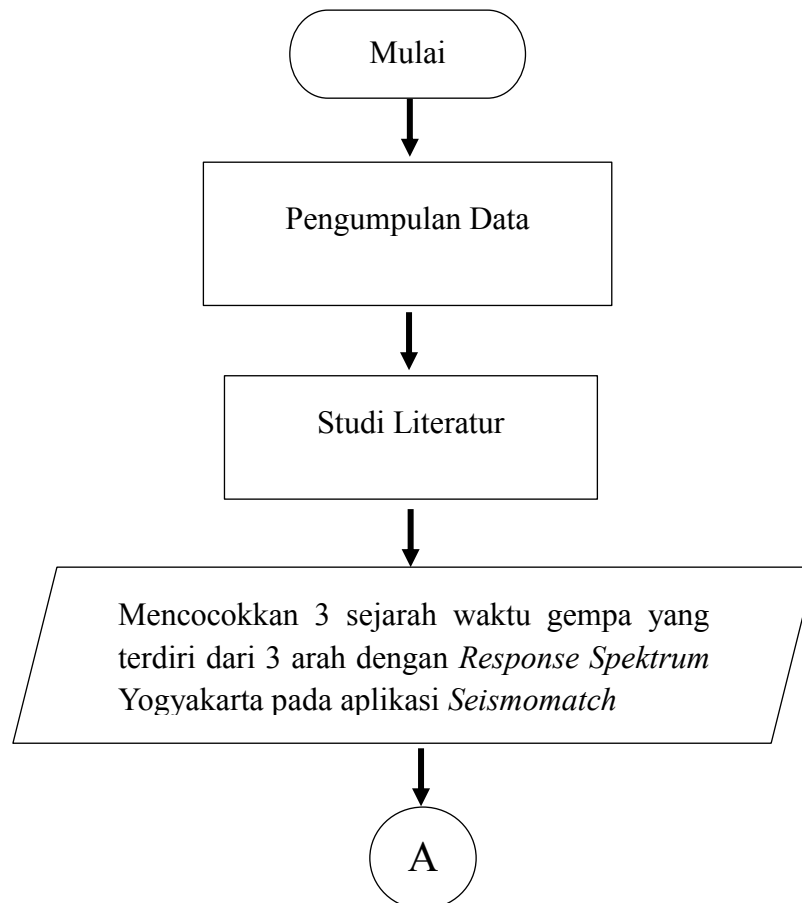 Mulai
Pengumpulan Data
Studi Literatur
Mencocokkan 3 sejarah waktu gempa yang
terdiri dari 3 arah dengan Response Spektrum
Yogyakarta pada aplikasi Seismomatch
A